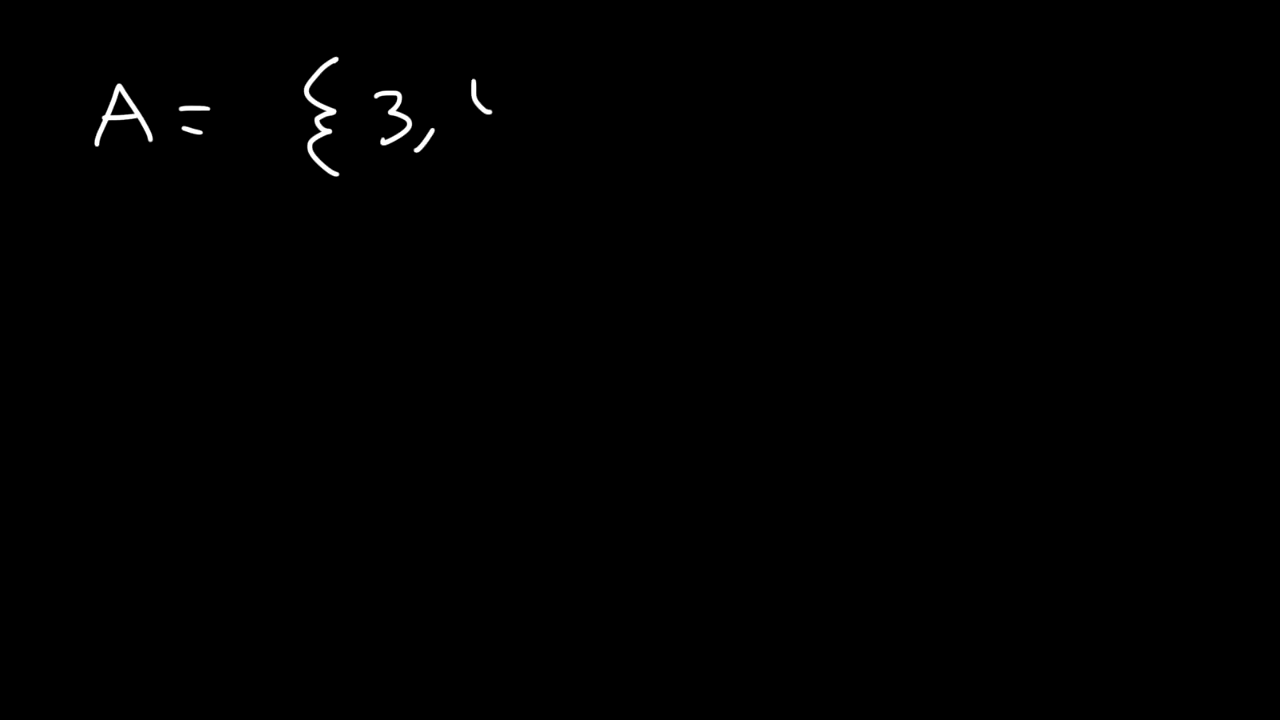 A = { 3,